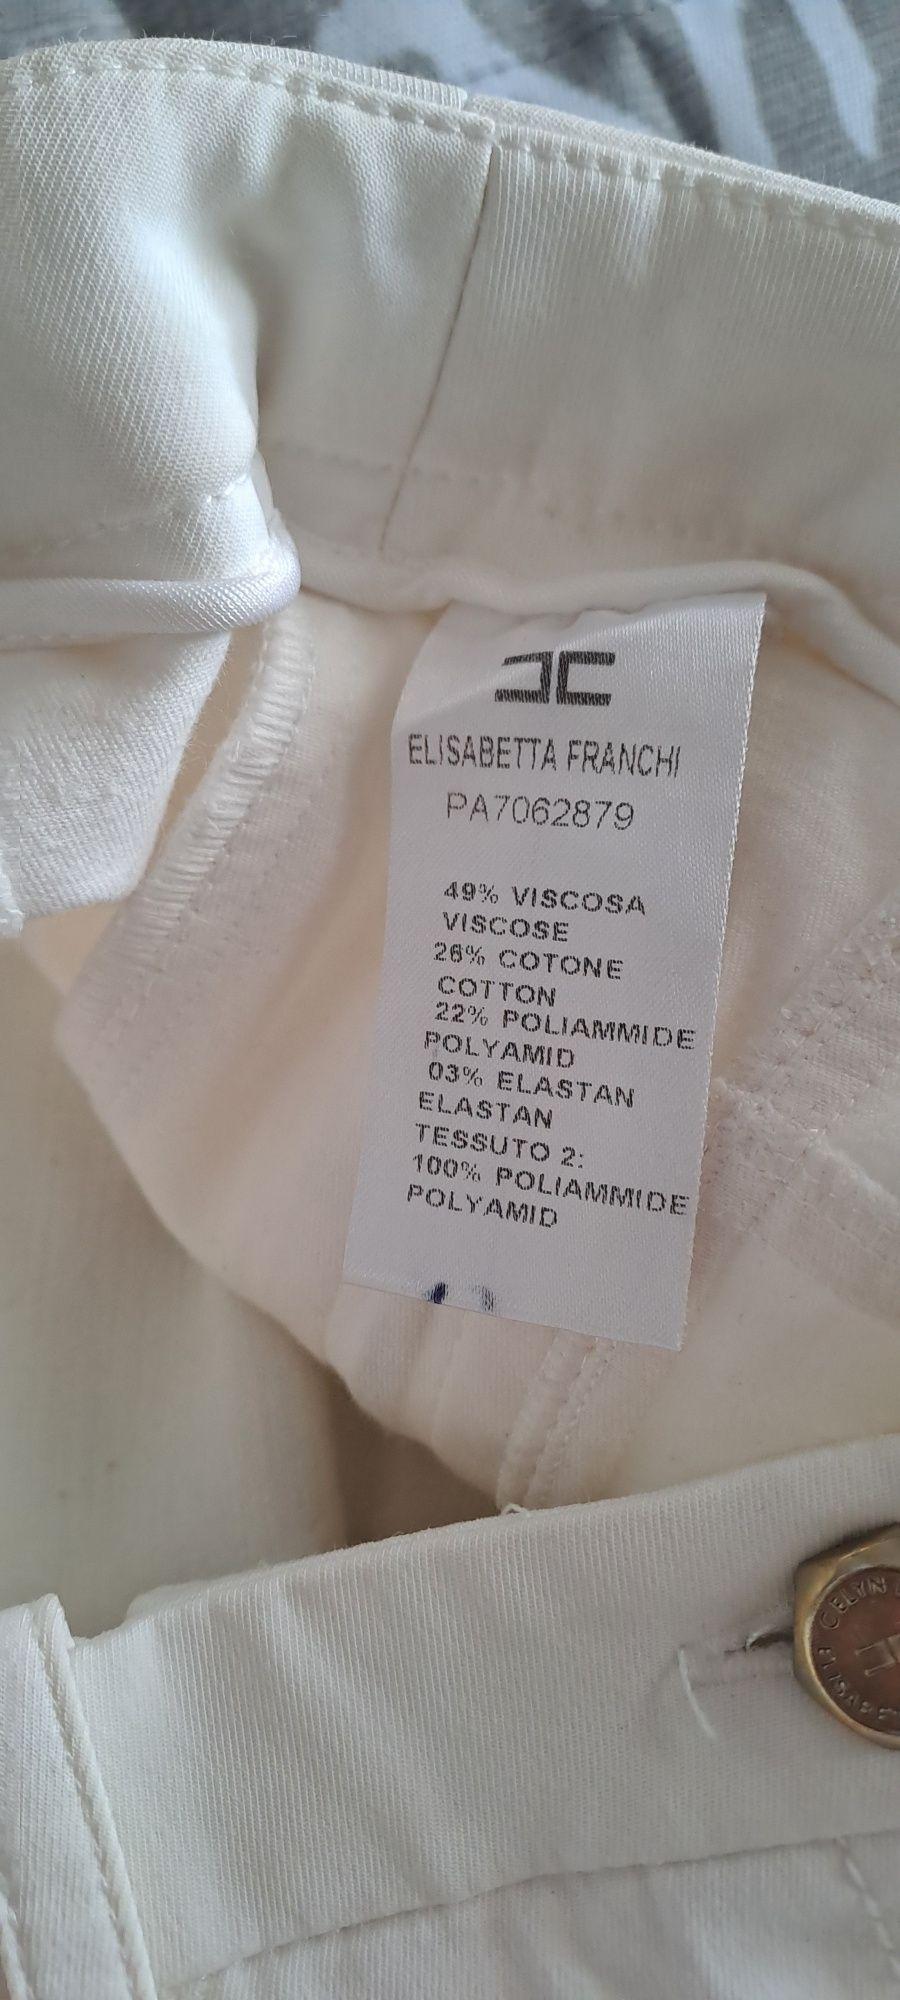 ELISABETTA FRANCHI
PA7062879
49% VISCOSA
VISCOSE
26% COTONE
COTTON
22% POLIAMMIDE
POLYAMID
03% ELASTAN
ELASTAN
TESSUTO 2:
100% POLIAMMIDE
POLYAMID
CELYN